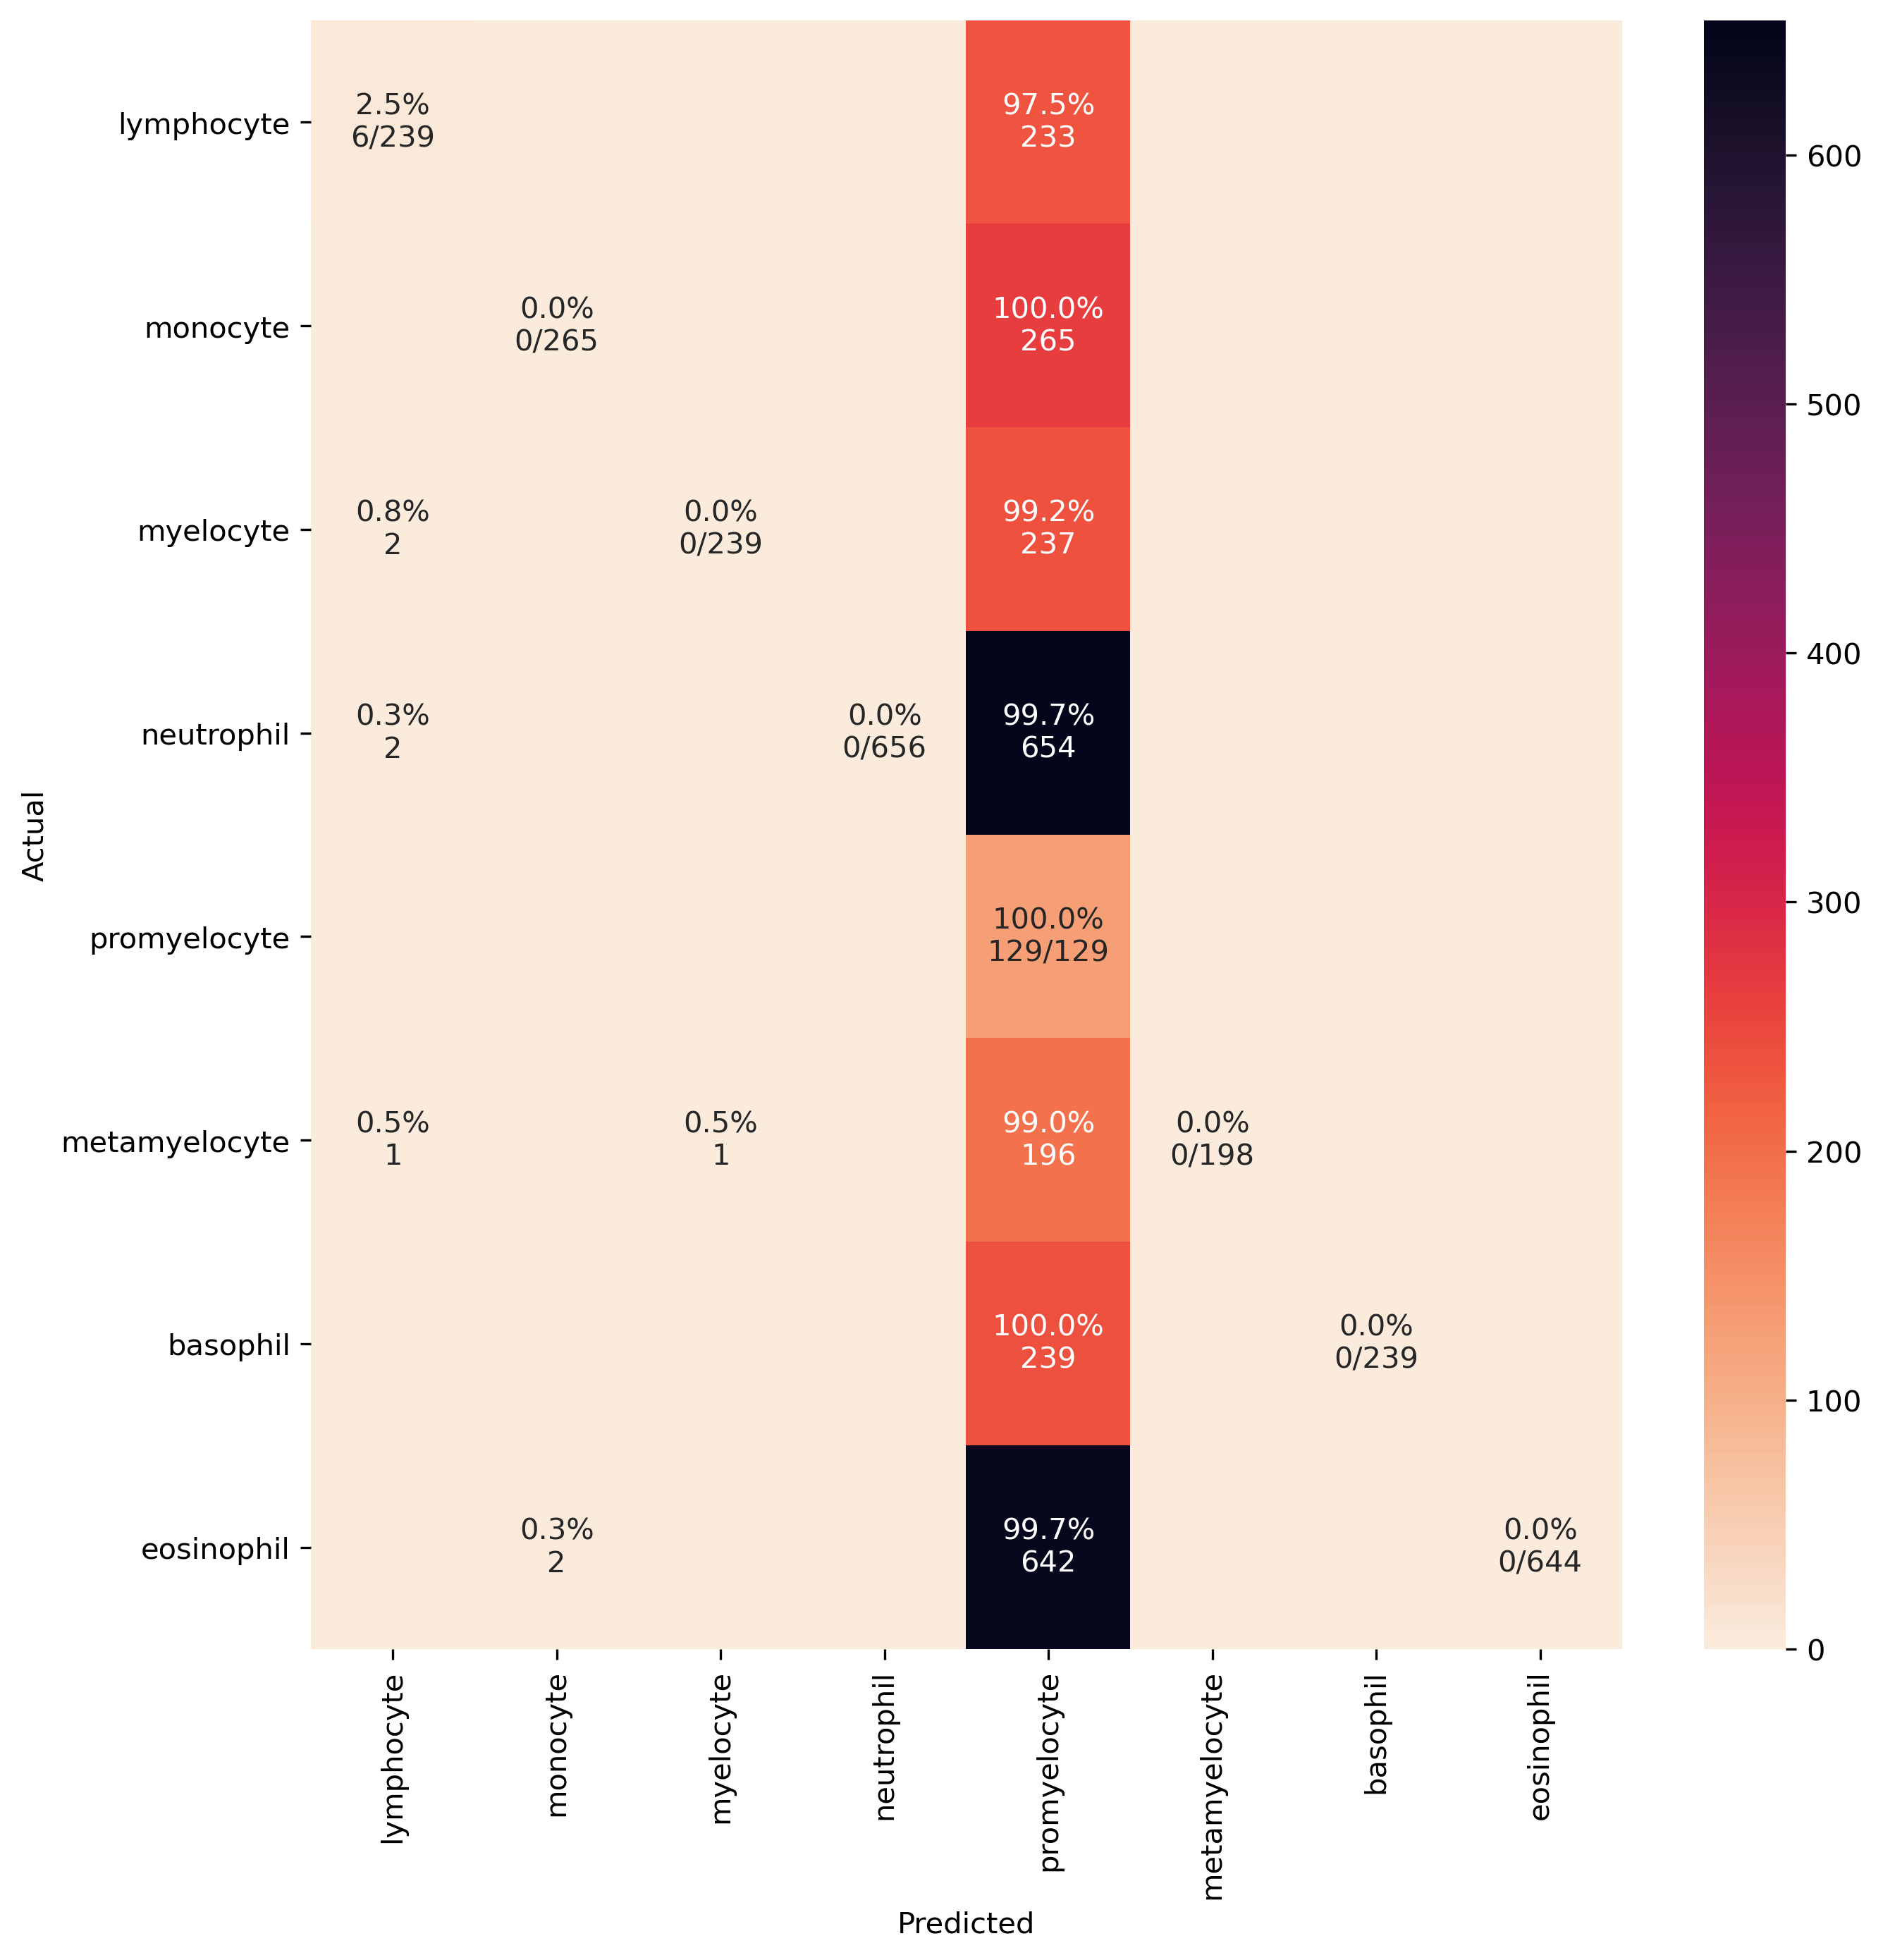 lymphocyte
2.5%
6/239
97.5%
233
monocyte
0.0%
0/265
100.0%
265
myelocyte
0.8%
2
0.0%
0/239
99.2%
237
neutrophil
0.3%
2
0.0%
0/656
99.7%
654
promyelocyte
100.0%
129/129
metamyelocyte
0.5%
1
0.5%
1
99.0%
196
0.0%
0/198
basophil
100.0%
239
0.0%
0/239
eosinophil
0.3%
2
99.7%
642
0.0%
0/644
Actual
lymphocyte
monocyte
myelocyte
neutrophil
promyelocyte
metamyelocyte
basophil
eosinophil
Predicted
600
500
400
300
200
100
0